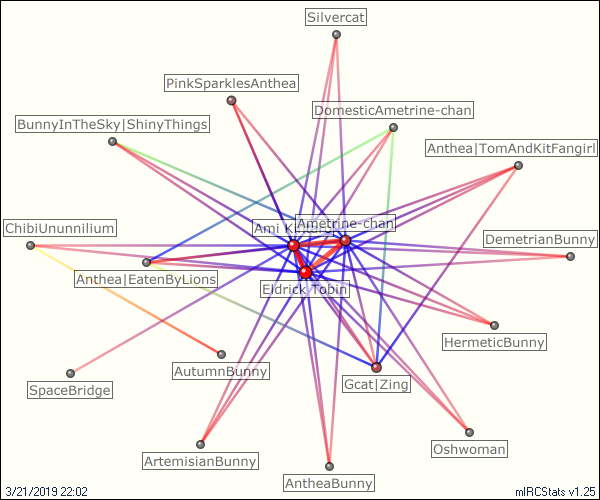 Silvercat
PinkSparklesAnthea
DomesticAmetrine-chan
BunnyInTheSky|ShinyThings
Anthea|TomAndKitFangirl
Ametrine-chan
Ami K
ChibiUnunnilium
DemetrianBunny
Anthea|EatenByLions
Eldrick Tobin
HermeticBunny
AutumnBunny
Gcat|Zing
SpaceBridge
Oshwoman
ArtemisianBunny
AntheaBunny
3/21/2019 22:02
mIRCStats v1.25